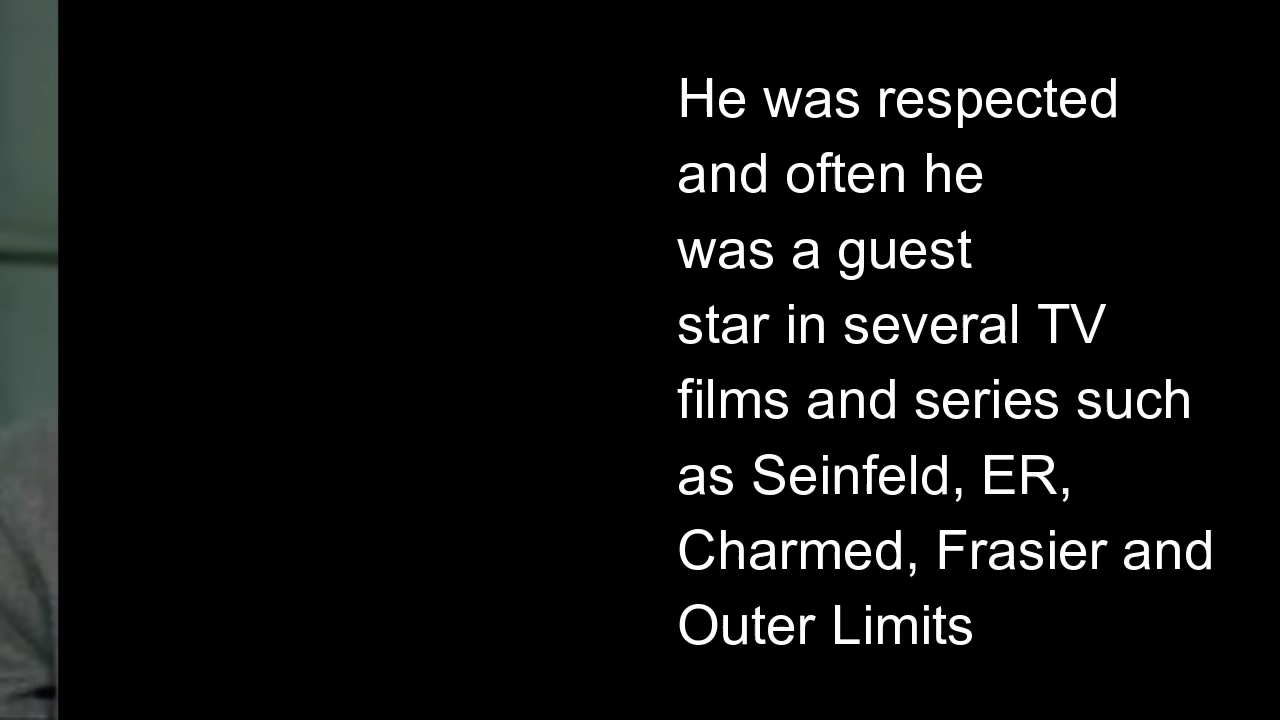 He was respected
and often he
was a guest
star in several TV
films and series such
as Seinfeld, ER,
Charmed, Frasier and
Outer Limits